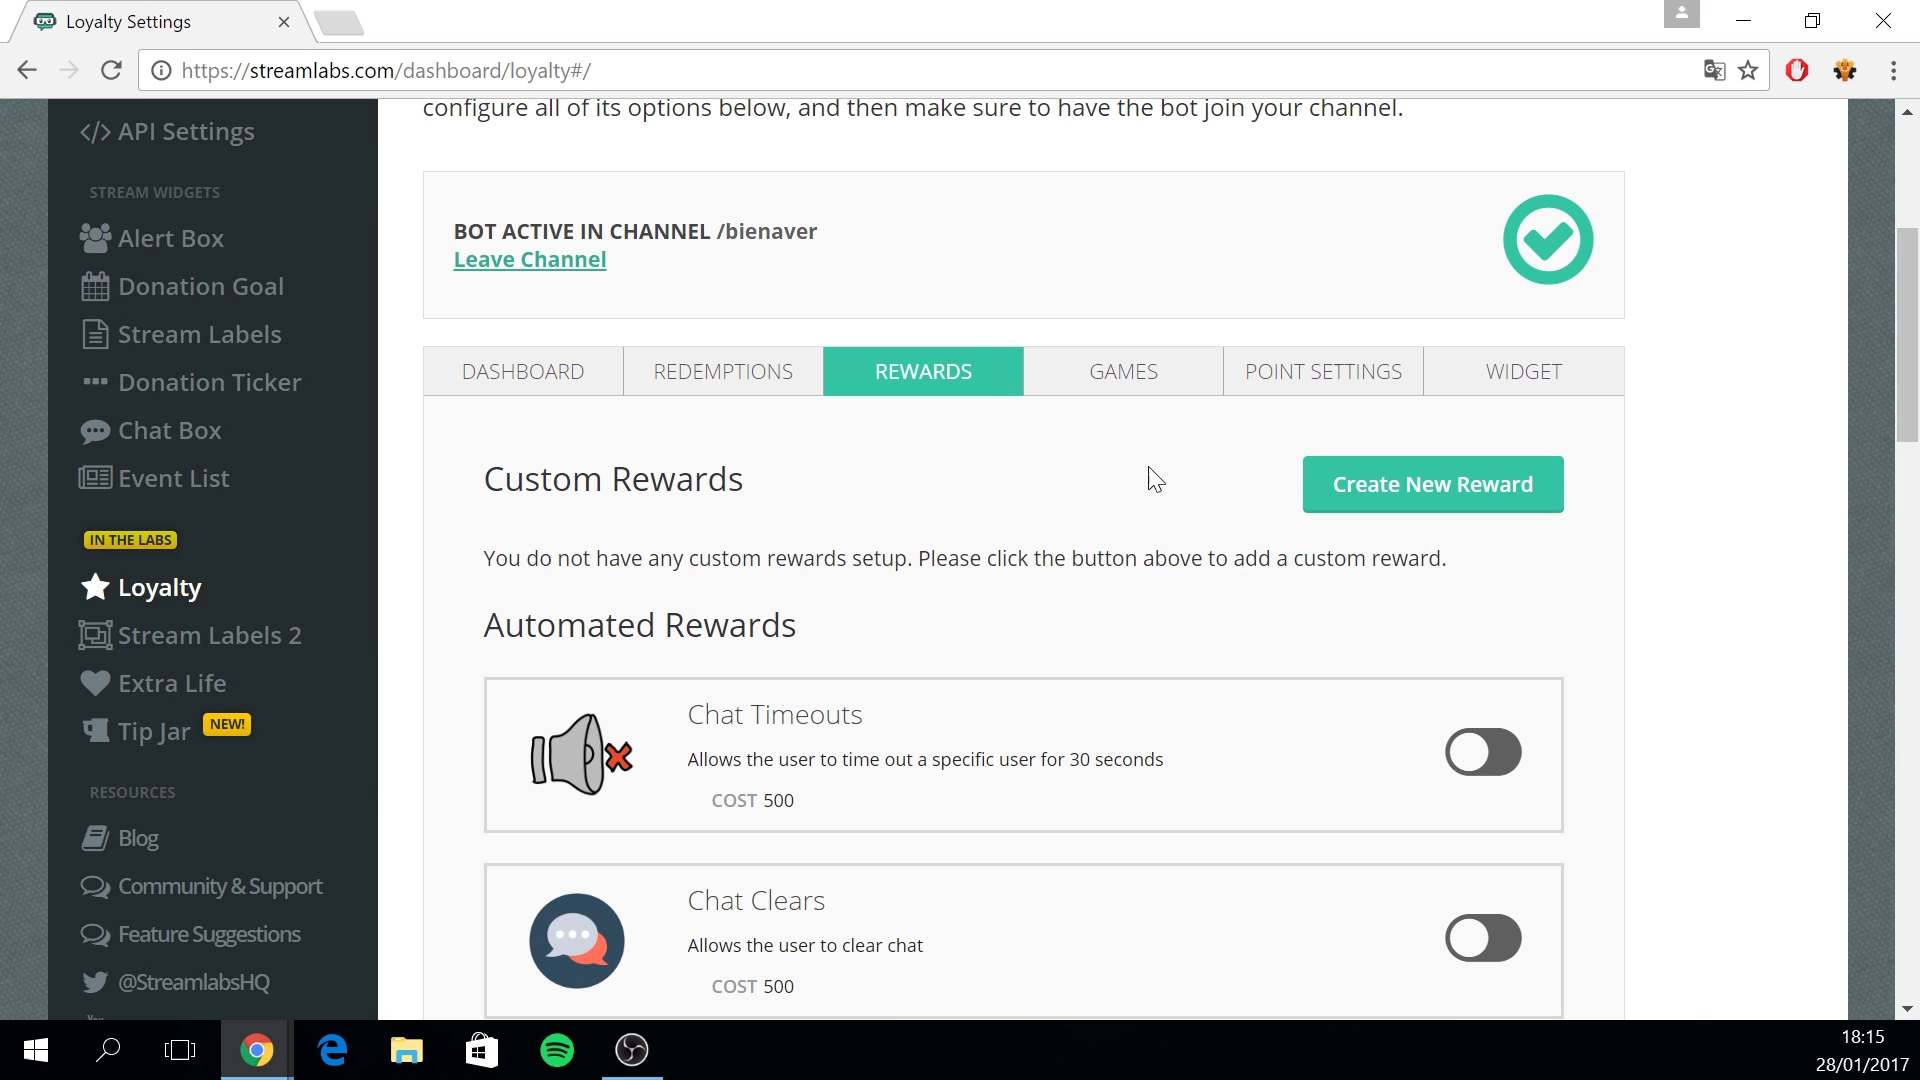 Loyalty Settings
https://streamlabs.com/dashboard/loyalty#/
configure all of its options below, and then make sure to have the bot join your channel.
</> API Settings
STREAM WIDGETS
Alert Box
Donation Goal
Stream Labels
Donation Ticker
Chat Box
Event List
IN THE LABS
Loyalty
Stream Labels 2
Extra Life
Tip Jar NEW!
RESOURCES
Blog
Community & Support
Feature Suggestions
@StreamlabsHQ
BOT ACTIVE IN CHANNEL /bienaver
Leave Channel
DASHBOARD REDEMPTIONS REWARDS GAMES POINT SETTINGS WIDGET
Custom Rewards
Create New Reward
You do not have any custom rewards setup. Please click the button above to add a custom reward.
Automated Rewards
Chat Timeouts
Allows the user to time out a specific user for 30 seconds
COST 500
Chat Clears
Allows the user to clear chat
COST 500
18:15
28/01/2017